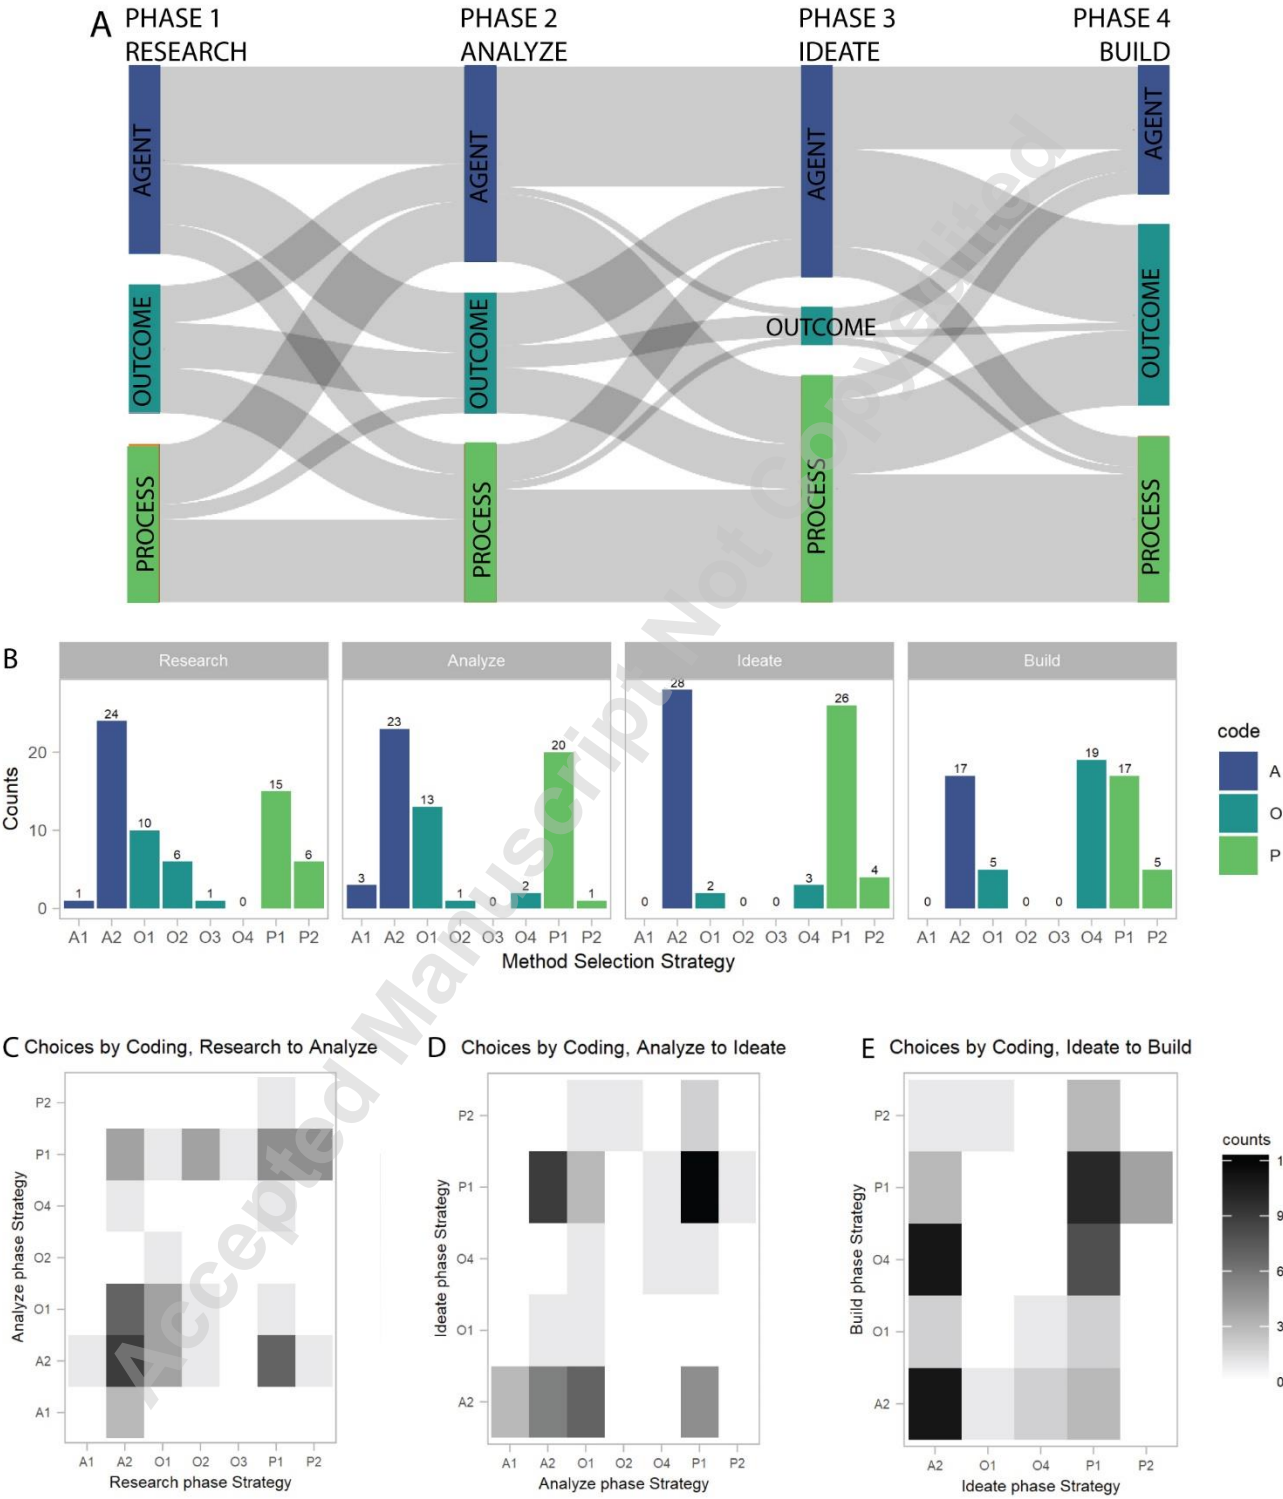 A
PHASE 1
RESEARCH
PHASE 2
ANALYZE
PHASE 3
IDEATE
PHASE 4
BUILD
AGENT
OUTCOME
PROCESS
AGENT
OUTCOME
PROCESS
AGENT
OUTCOME
PROCESS
AGENT
OUTCOME
PROCESS
Accepted Manuscript Not Copyedited
B
Research
Analyze
Ideate
Build
Counts
20
10
0
1 24 10 6 1 0 15 6
3 23 13 1 0 2 20 1
0 28 2 0 0 3 26 4
0 17 5 0 0 19 17 5
A1 A2 O1 O2 O3 O4 P1 P2
A1 A2 O1 O2 O3 O4 P1 P2
A1 A2 O1 O2 O3 O4 P1 P2
A1 A2 O1 O2 O3 O4 P1 P2
Method Selection Strategy
code
A
O
P
C Choices by Coding, Research to Analyze
Analyze phase Strategy
P2
P1
O4
O2
O1
A2
A1
A1 A2 O1 O2 O3 P1 P2
Research phase Strategy
D Choices by Coding, Analyze to Ideate
Ideate phase Strategy
P2
P1
O4
O1
A2
A1 A2 O1 O2 O4 P1 P2
Analyze phase Strategy
E Choices by Coding, Ideate to Build
Build phase Strategy
P2
P1
O4
O1
A2
A2 O1 O4 P1 P2
Ideate phase Strategy
counts
1
9
6
3
0